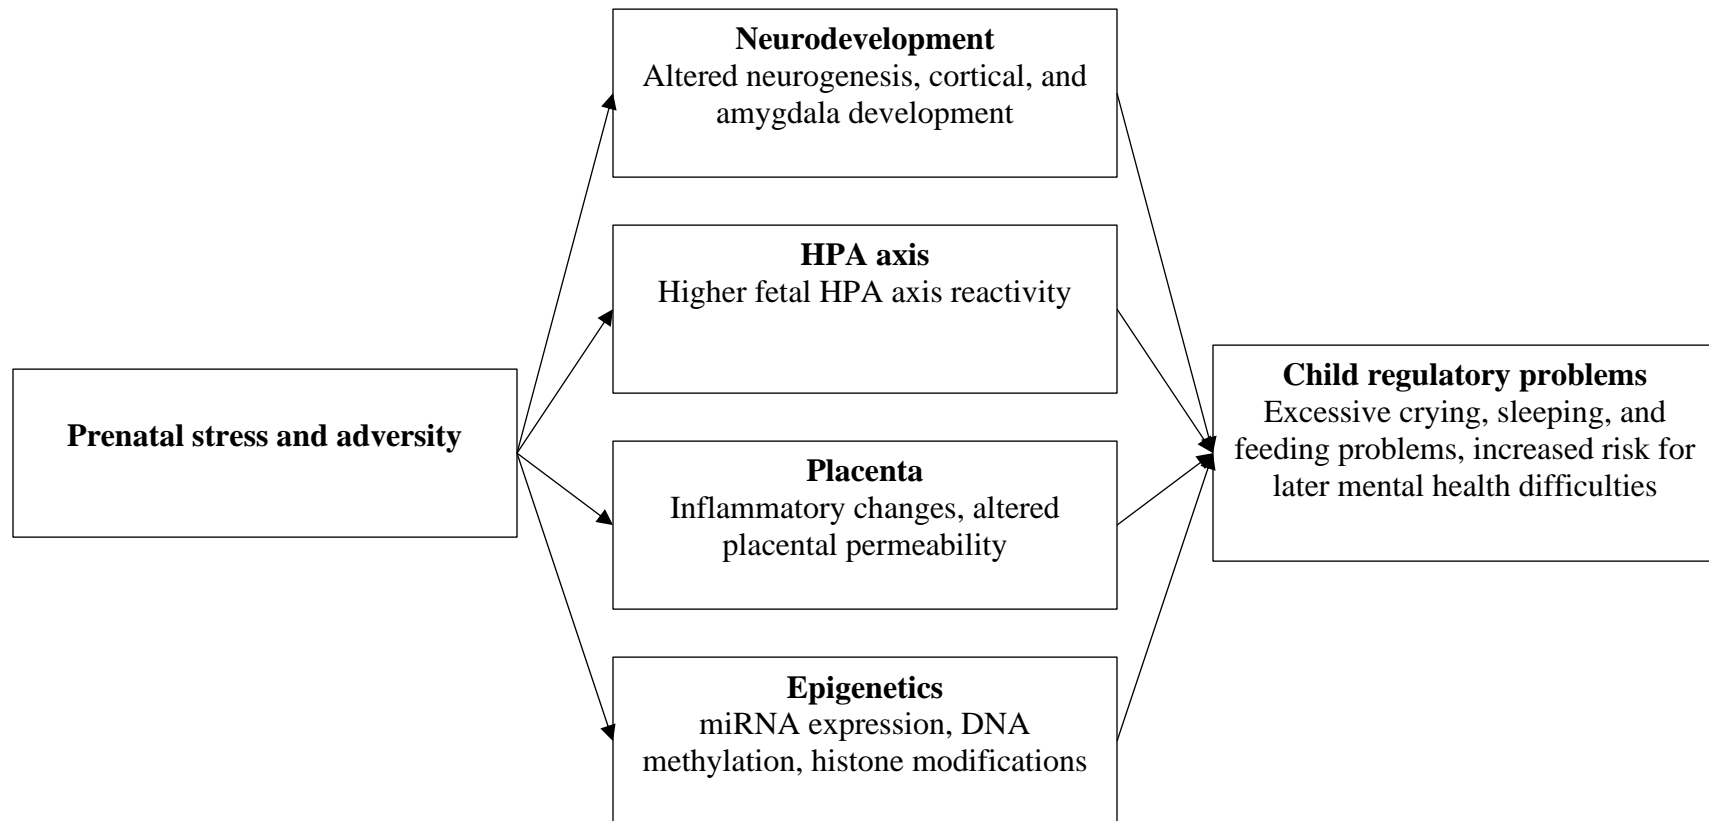 Prenatal stress and adversity
Neurodevelopment
Altered neurogenesis, cortical, and
amygdala development
HPA axis
Higher fetal HPA axis reactivity
Placenta
Inflammatory changes, altered
placental permeability
Epigenetics
miRNA expression, DNA
methylation, histone modifications
Child regulatory problems
Excessive crying, sleeping, and
feeding problems, increased risk for
later mental health difficulties